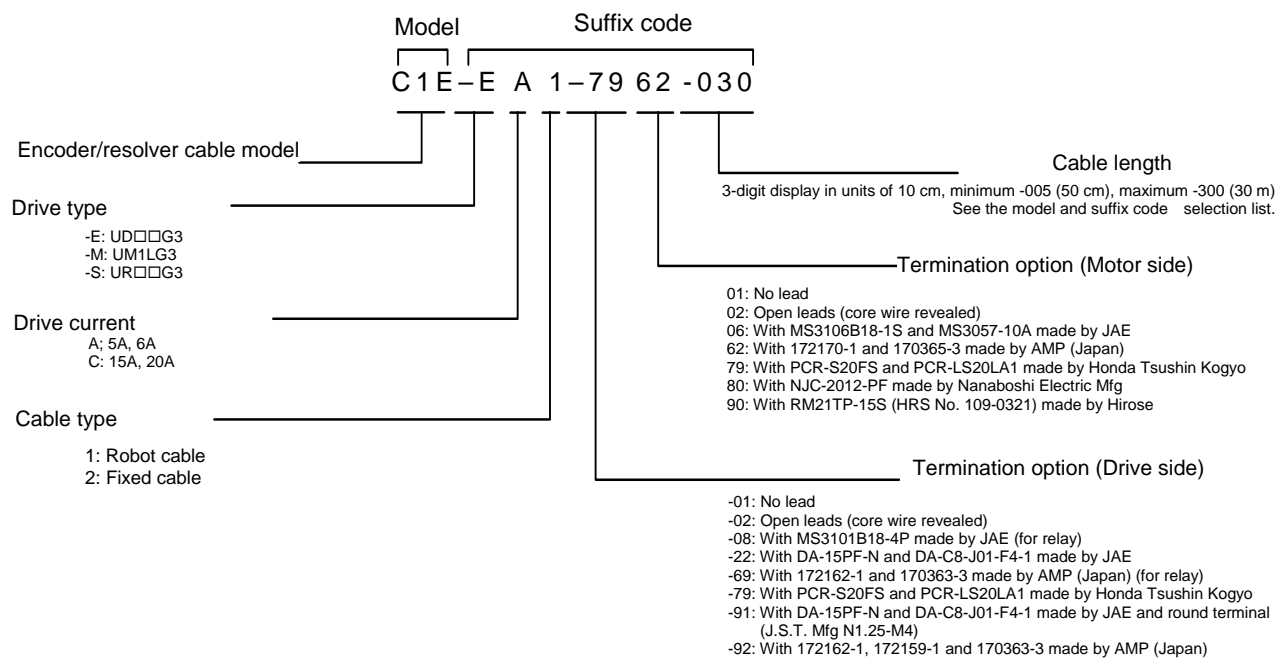 Model
Suffix code
C1E–EA1–7962-030
Encoder/resolver cable model
Drive type
-E: UD□□G3
-M: UM1LG3
-S: UR□□G3
Drive current
A; 5A, 6A
C: 15A, 20A
Cable type
1: Robot cable
2: Fixed cable
Cable length
3-digit display in units of 10 cm, minimum -005 (50 cm), maximum -300 (30 m)
See the model and suffix code selection list.
Termination option (Motor side)
01: No lead
02: Open leads (core wire revealed)
06: With MS3106B18-1S and MS3057-10A made by JAE
62: With 172170-1 and 170365-3 made by AMP (Japan)
79: With PCR-S20FS and PCR-LS20LA1 made by Honda Tsushin Kogyo
80: With NJC-2012-PF made by Nanaboshi Electric Mfg
90: With RM21TP-15S (HRS No. 109-0321) made by Hirose
Termination option (Drive side)
-01: No lead
-02: Open leads (core wire revealed)
-08: With MS3101B18-4P made by JAE (for relay)
-22: With DA-15PF-N and DA-C8-J01-F4-1 made by JAE
-69: With 172162-1 and 170363-3 made by AMP (Japan) (for relay)
-79: With PCR-S20FS and PCR-LS20LA1 made by Honda Tsushin Kogyo
-91: With DA-15PF-N and DA-C8-J01-F4-1 made by JAE and round terminal
(J.S.T. Mfg N1.25-M4)
-92: With 172162-1, 172159-1 and 170363-3 made by AMP (Japan)